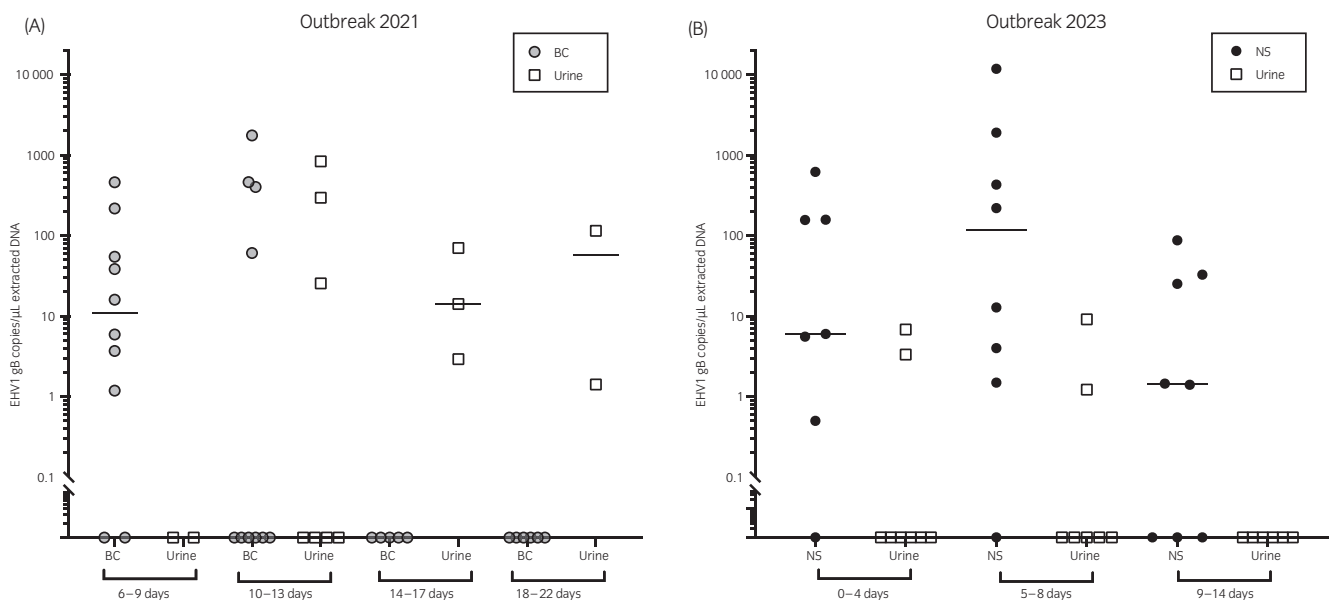 (A)
Outbreak 2021
BC
Urine
10 000
1000
100
10
1
0.1
EHV1 gB copies/µL extracted DNA
BC Urine BC Urine BC Urine BC Urine
6–9 days 10–13 days 14–17 days 18–22 days
(B)
Outbreak 2023
NS
Urine
10 000
1000
100
10
1
0.1
EHV1 gB copies/µL extracted DNA
NS Urine NS Urine NS Urine
0–4 days 5–8 days 9–14 days